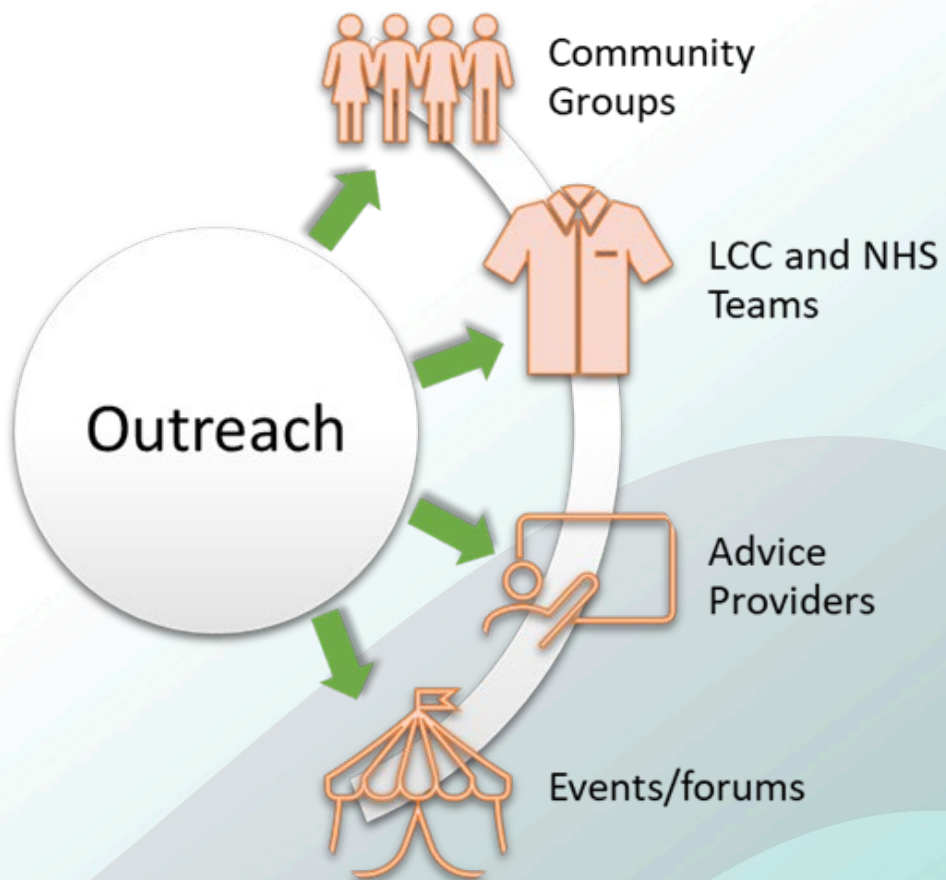 Community
Groups
LCC and NHS
Teams
Outreach
Advice
Providers
Events/forums